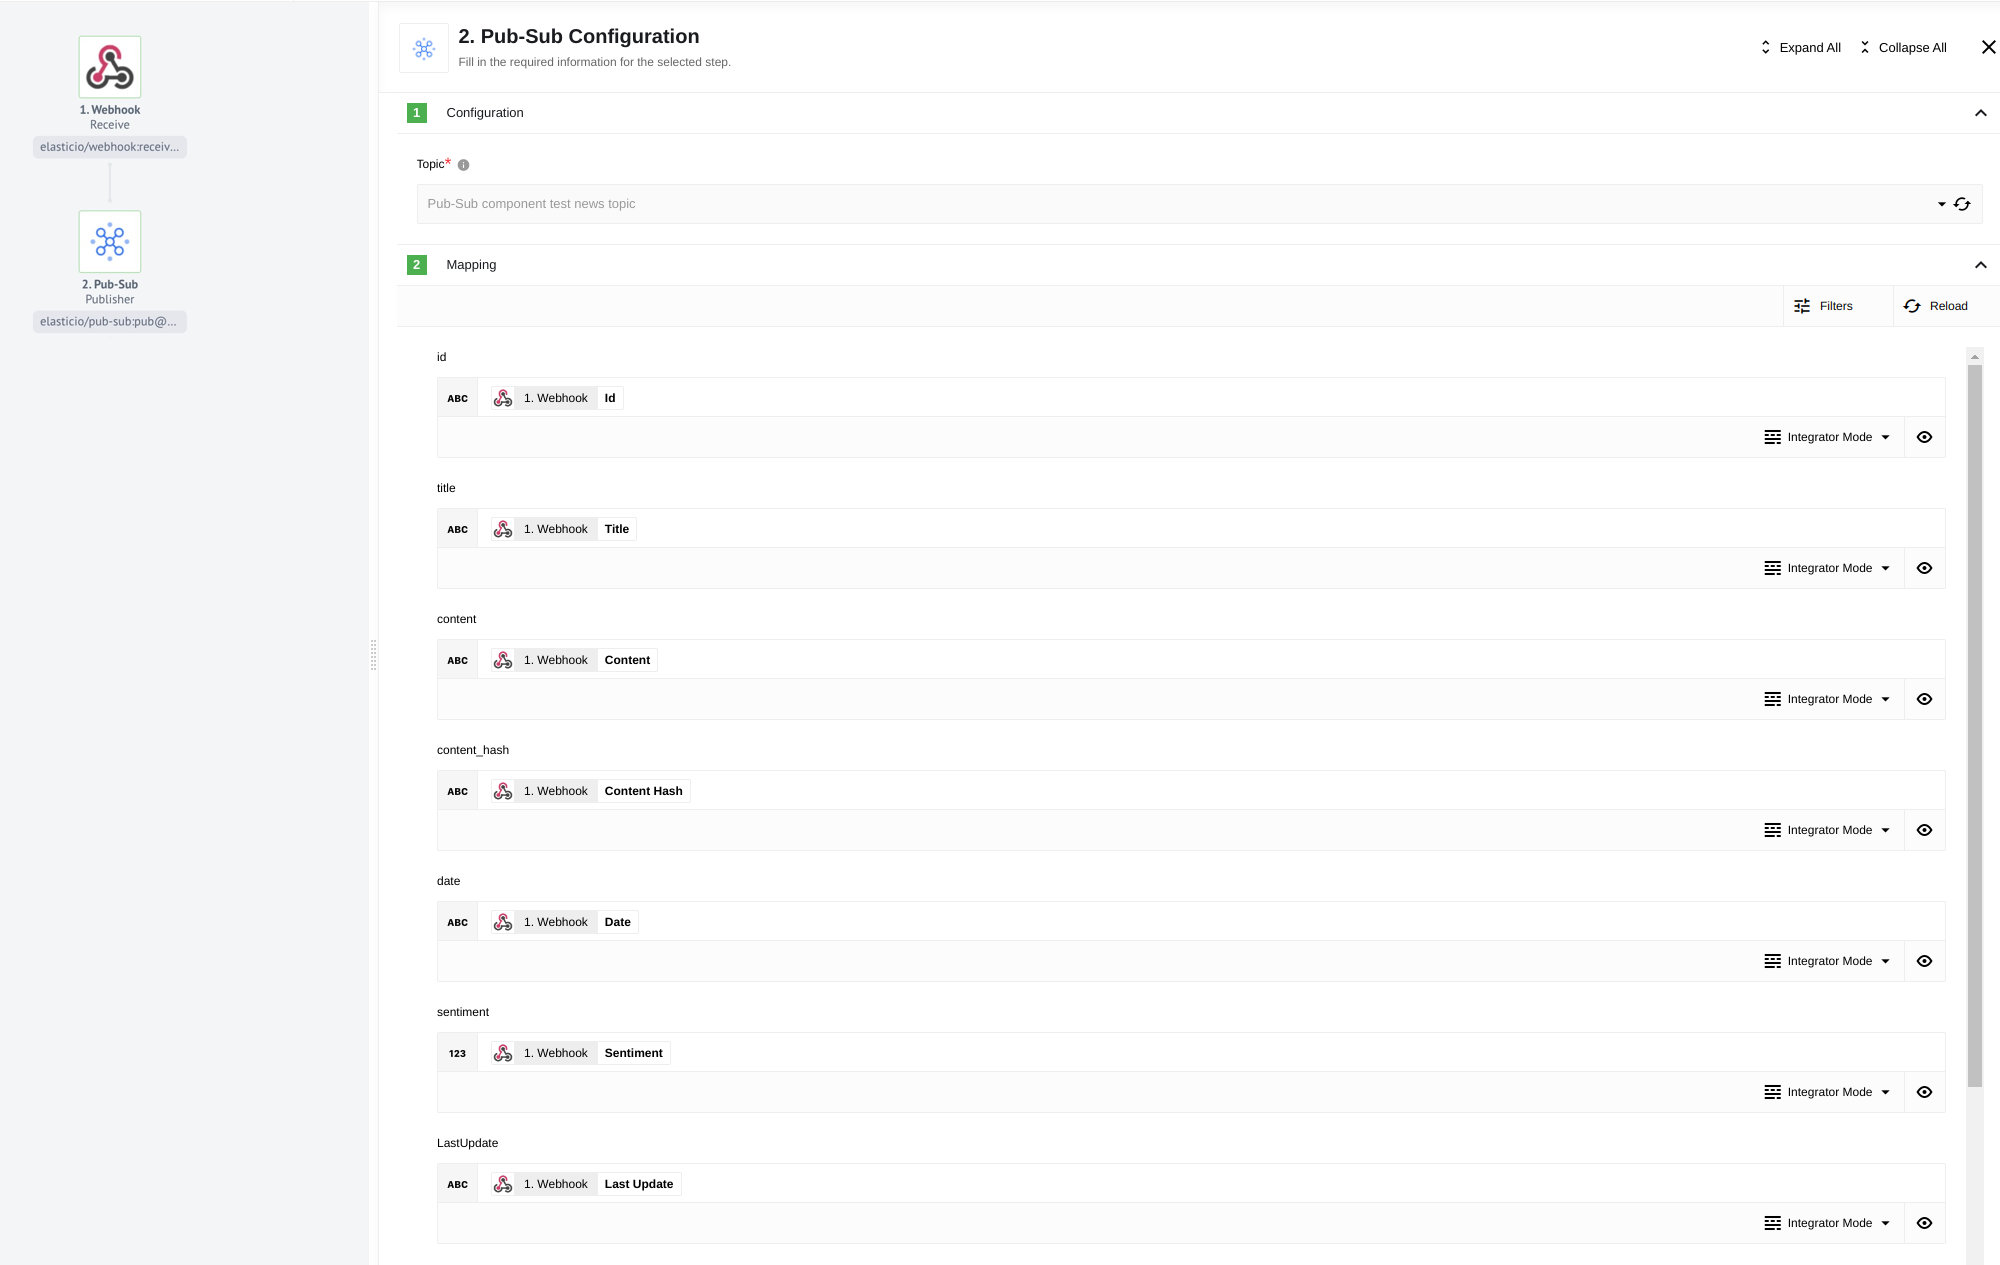 1. Webhook
Receive
elasticio/webhook:receiv...
2. Pub-Sub
Publisher
elasticio/pub-sub:pub@...
2. Pub-Sub Configuration
Fill in the required information for the selected step.
Expand All
Collapse All
1 Configuration
Topic*
Pub-Sub component test news topic
2 Mapping
Filters
Reload
id
ABC 1. Webhook Id
Integrator Mode
title
ABC 1. Webhook Title
Integrator Mode
content
ABC 1. Webhook Content
Integrator Mode
content_hash
ABC 1. Webhook Content Hash
Integrator Mode
date
ABC 1. Webhook Date
Integrator Mode
sentiment
123 1. Webhook Sentiment
Integrator Mode
LastUpdate
ABC 1. Webhook Last Update
Integrator Mode